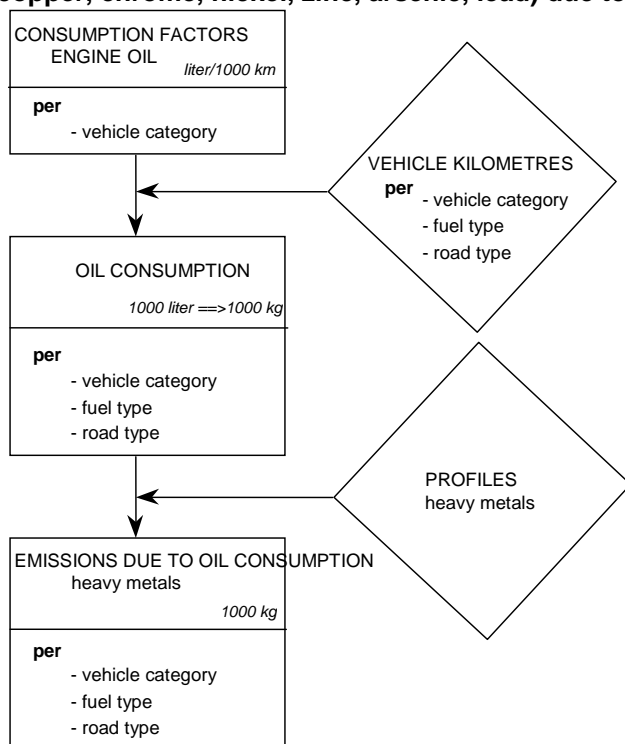 copper, chrome, nickel, zinc, arsenic, lead) due to
CONSUMPTION FACTORS
ENGINE OIL
liter/1000 km
per
- vehicle category
VEHICLE KILOMETRES
per
- vehicle category
- fuel type
- road type
OIL CONSUMPTION
1000 liter ==>1000 kg
per
- vehicle category
- fuel type
- road type
PROFILES
heavy metals
EMISSIONS DUE TO OIL CONSUMPTION
heavy metals
1000 kg
per
- vehicle category
- fuel type
- road type